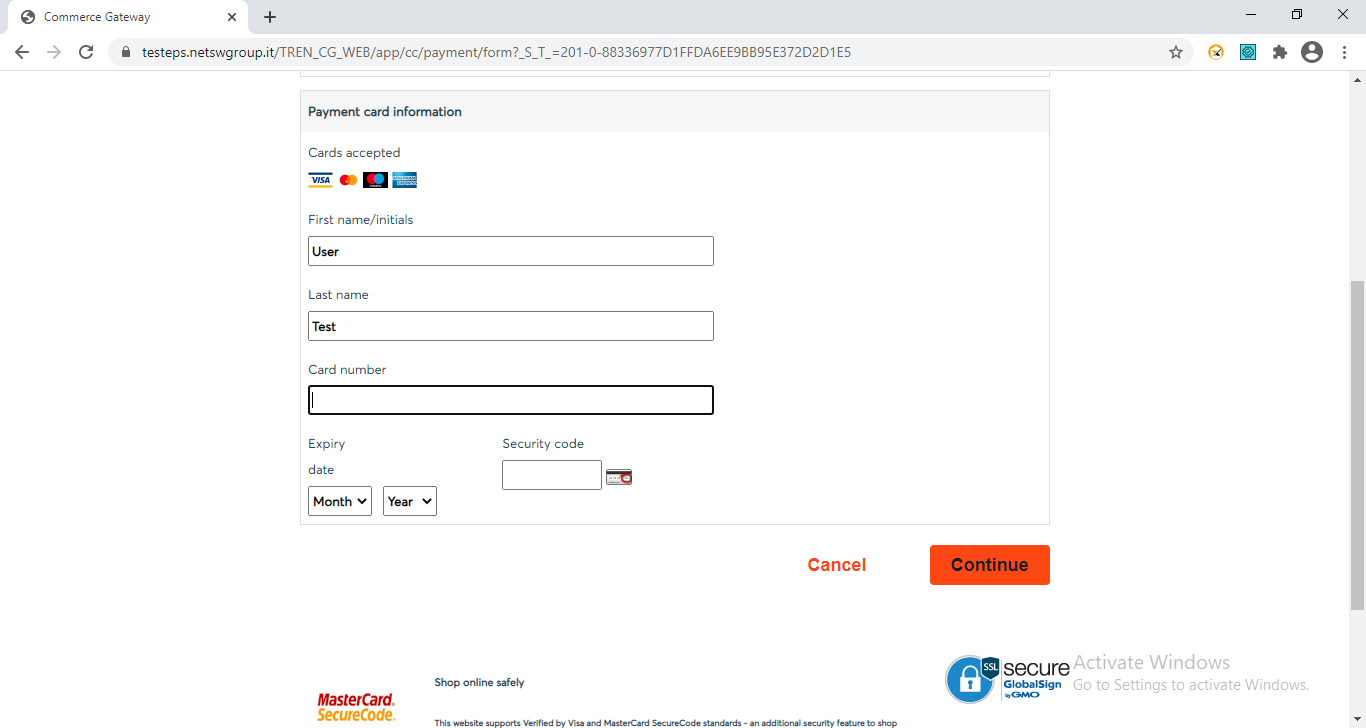 Commerce Gateway
testeps.netswgroup.it/TREN_CG_WEB/app/cc/payment/form?_S_T_=201-0-88336977D1FFDA6EE9BB95E372D2D1E5
Payment card information
Cards accepted
VISA
First name/initials
User
Last name
Test
Card number
Expiry
date
Security code
Month
Year
Cancel
Continue
SSL
secure
GlobalSign
by GMO
Activate Windows
Go to Settings to activate Windows.
Shop online safely
MasterCard.
SecureCode.
This website supports Verified by Visa and MasterCard SecureCode standards - an additional security feature to shop